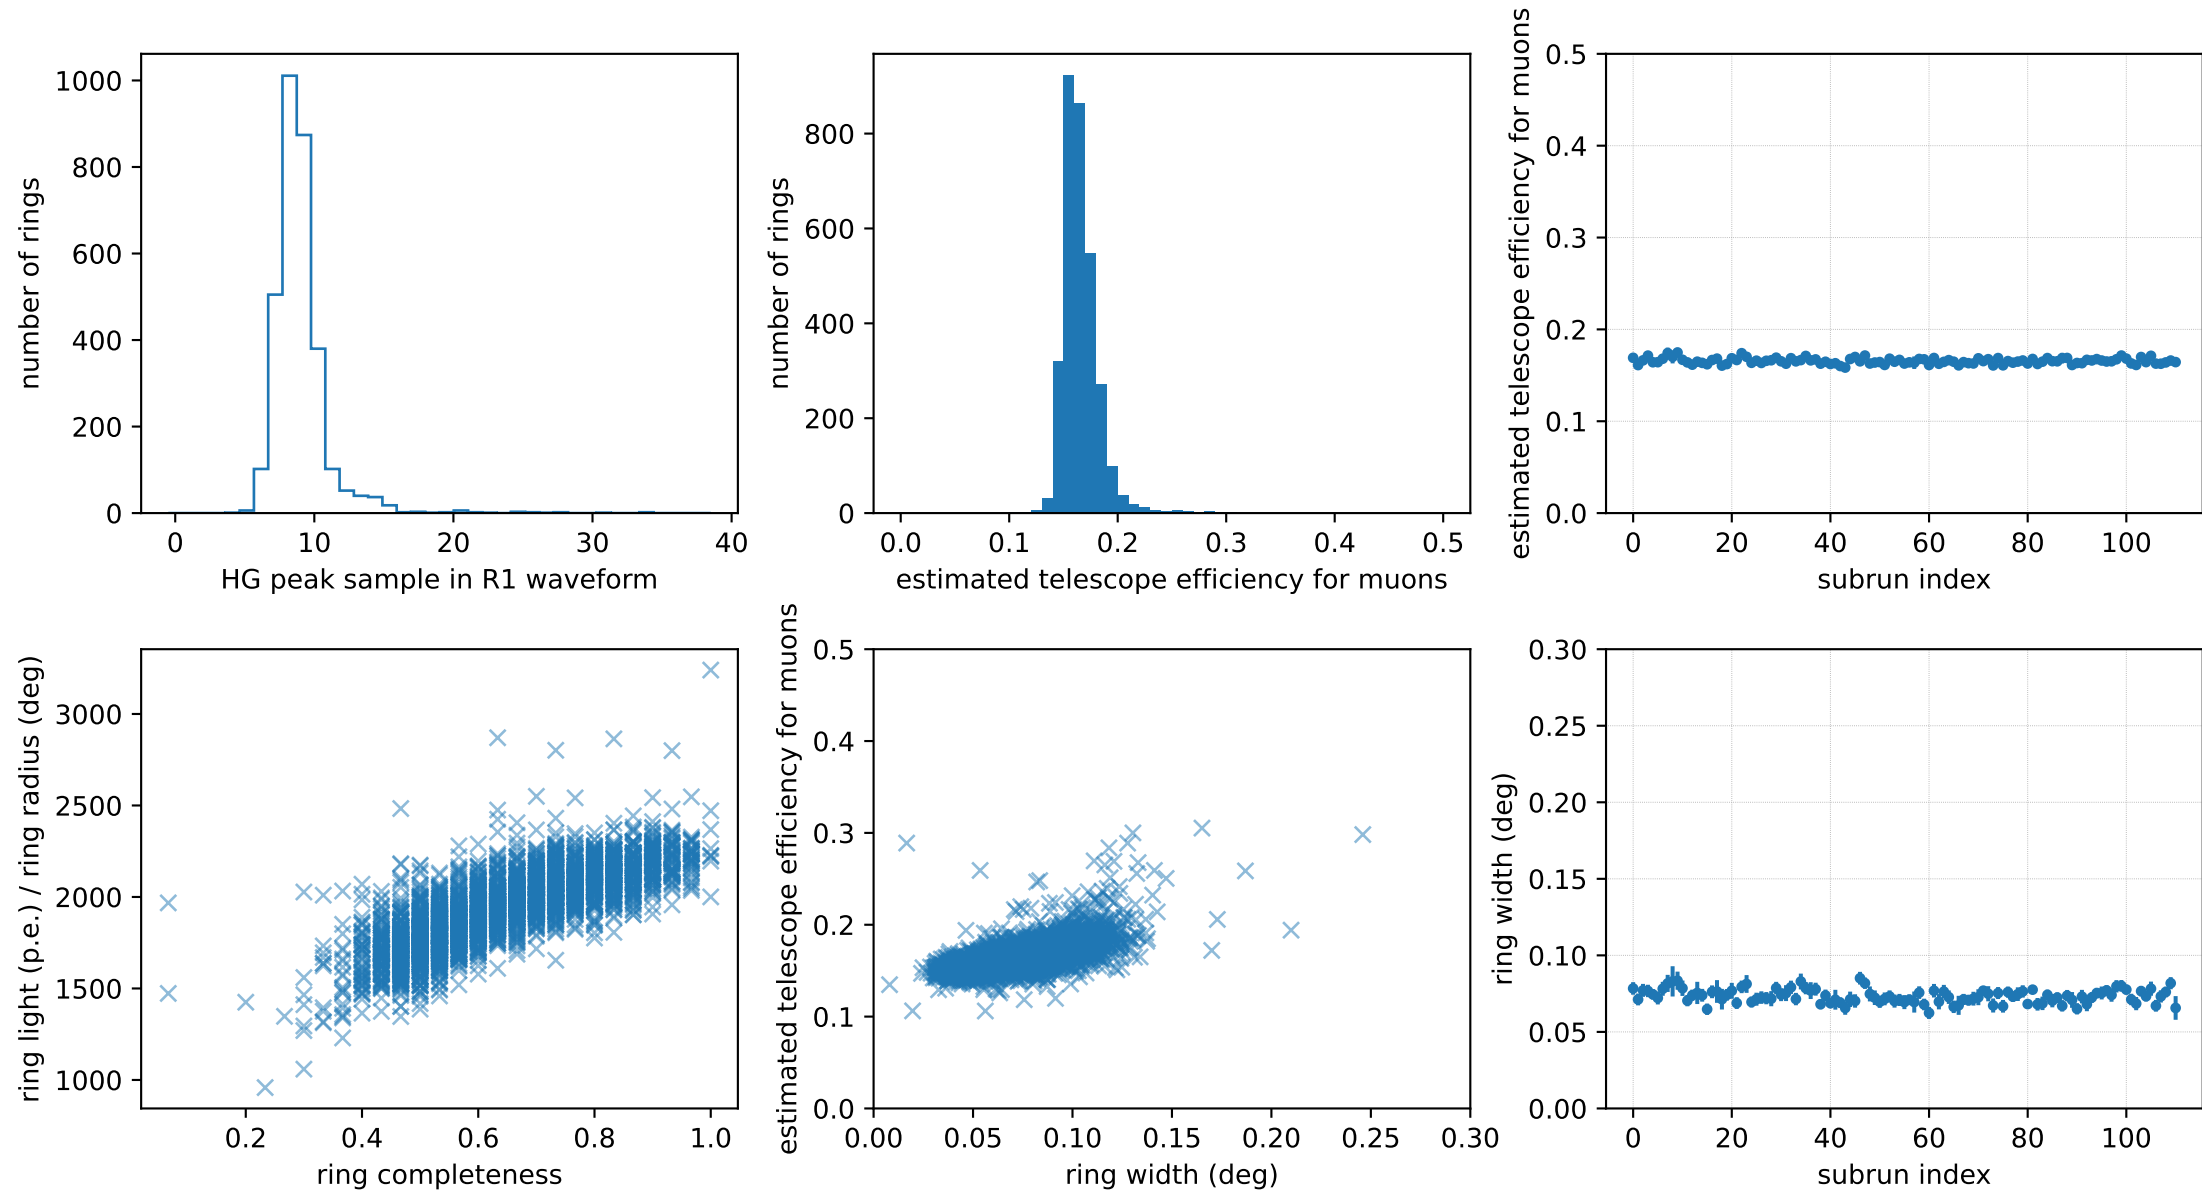 number of rings
1000
800
600
400
200
0
0 10 20 30 40
HG peak sample in R1 waveform
number of rings
800
600
400
200
0
0.0 0.1 0.2 0.3 0.4 0.5
estimated telescope efficiency for muons
estimated telescope efficiency for muons
0.5
0.4
0.3
0.2
0.1
0.0
0 20 40 60 80 100
subrun index
ring light (p.e.) / ring radius (deg)
3000
2500
2000
1500
1000
0.2 0.4 0.6 0.8 1.0
ring completeness
estimated telescope efficiency for muons
0.5
0.4
0.3
0.2
0.1
0.0
0.00 0.05 0.10 0.15 0.20 0.25 0.30
ring width (deg)
ring width (deg)
0.30
0.25
0.20
0.15
0.10
0.05
0.00
0 20 40 60 80 100
subrun index